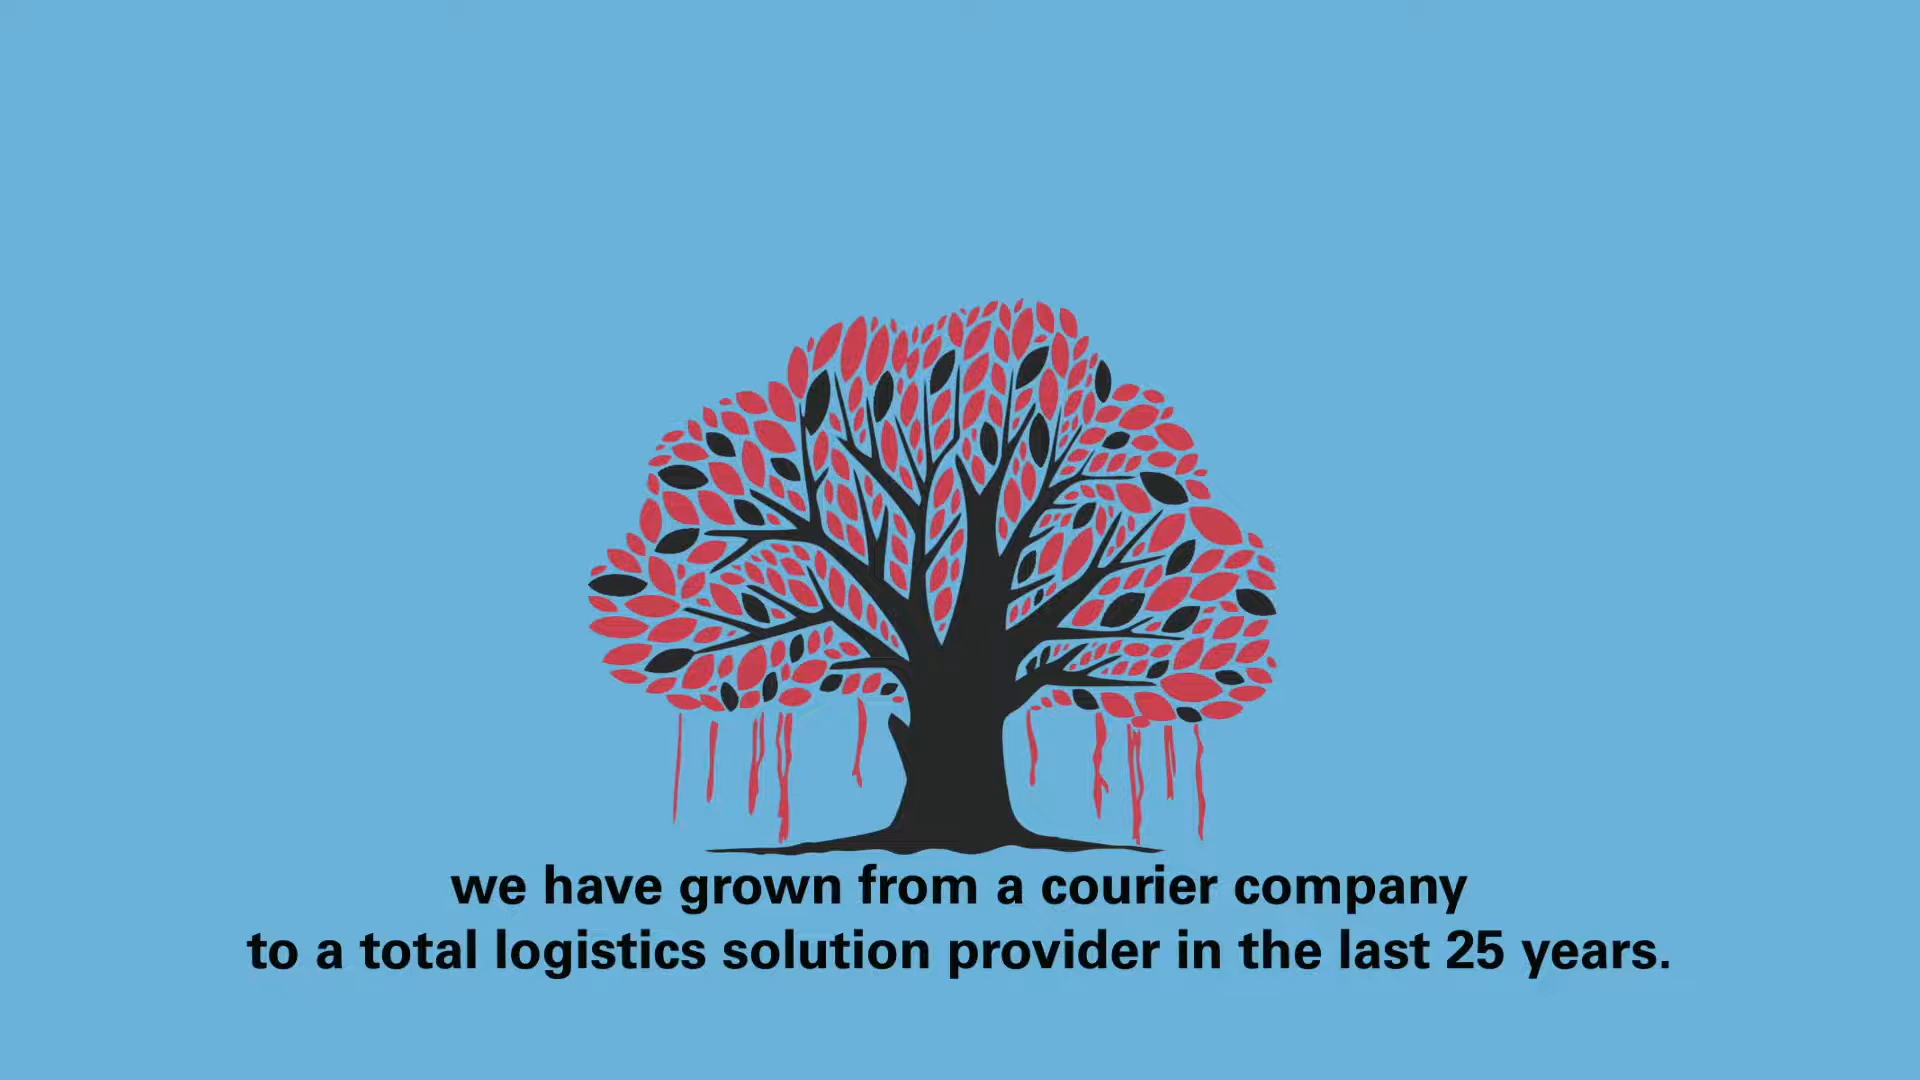 we have grown from a courier company
to a total logistics solution provider in the last 25 years.